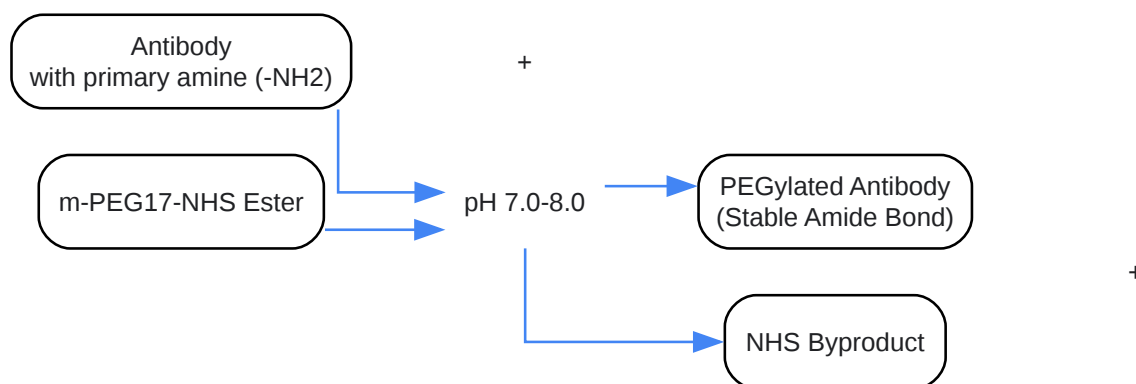 Antibody
with primary amine (-NH2)
+
m-PEG17-NHS Ester
pH 7.0-8.0
PEGylated Antibody
(Stable Amide Bond)
+
NHS Byproduct